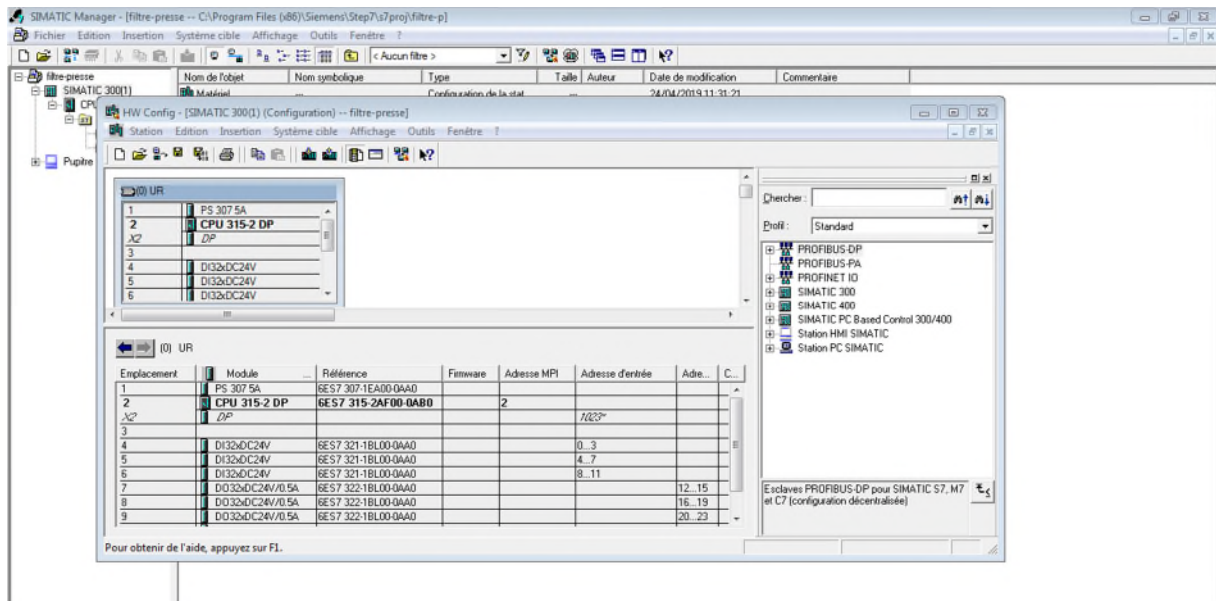 SIMATIC Manager - [filtre-presse -- C:\Program Files (x86)\Siemens\Step7\s7proj\filtre-p]
Fichier Edition Insertion Système cible Affichage Outils Fenêtre ?
< Aucun filtre >
filtre-presse
SIMATIC 300(1)
CPU
Pupitre
Nom de l'objet Nom symbolique Type Taille Auteur Date de modification Commentaire
Matériel --- Configuration de la stat... --- 24/04/2019 11:31:21
HW Config - [SIMATIC 300(1) (Configuration) -- filtre-presse]
Station Edition Insertion Système cible Affichage Outils Fenêtre ?
(0) UR
1 PS 307 5A
2 CPU 315-2 DP
X2 DP
3
4 DI32xDC24V
5 DI32xDC24V
6 DI32xDC24V
Chercher :
Profil : Standard
PROFIBUS-DP
PROFIBUS-PA
PROFINET IO
SIMATIC 300
SIMATIC 400
SIMATIC PC Based Control 300/400
Station HMI SIMATIC
Station PC SIMATIC
(0) UR
Emplacement Module ... Référence Firmware Adresse MPI Adresse d'entrée Adre... C...
1 PS 307 5A 6ES7 307-1EA00-0AA0
2 CPU 315-2 DP 6ES7 315-2AF00-0AB0 2
X2 DP 1023*
3
4 DI32xDC24V 6ES7 321-1BL00-0AA0 0...3
5 DI32xDC24V 6ES7 321-1BL00-0AA0 4...7
6 DI32xDC24V 6ES7 321-1BL00-0AA0 8...11
7 DO32xDC24V/0.5A 6ES7 322-1BL00-0AA0 12...15
8 DO32xDC24V/0.5A 6ES7 322-1BL00-0AA0 16...19
9 DO32xDC24V/0.5A 6ES7 322-1BL00-0AA0 20...23
Esclaves PROFIBUS-DP pour SIMATIC S7, M7
et C7 (configuration décentralisée)
Pour obtenir de l'aide, appuyez sur F1.